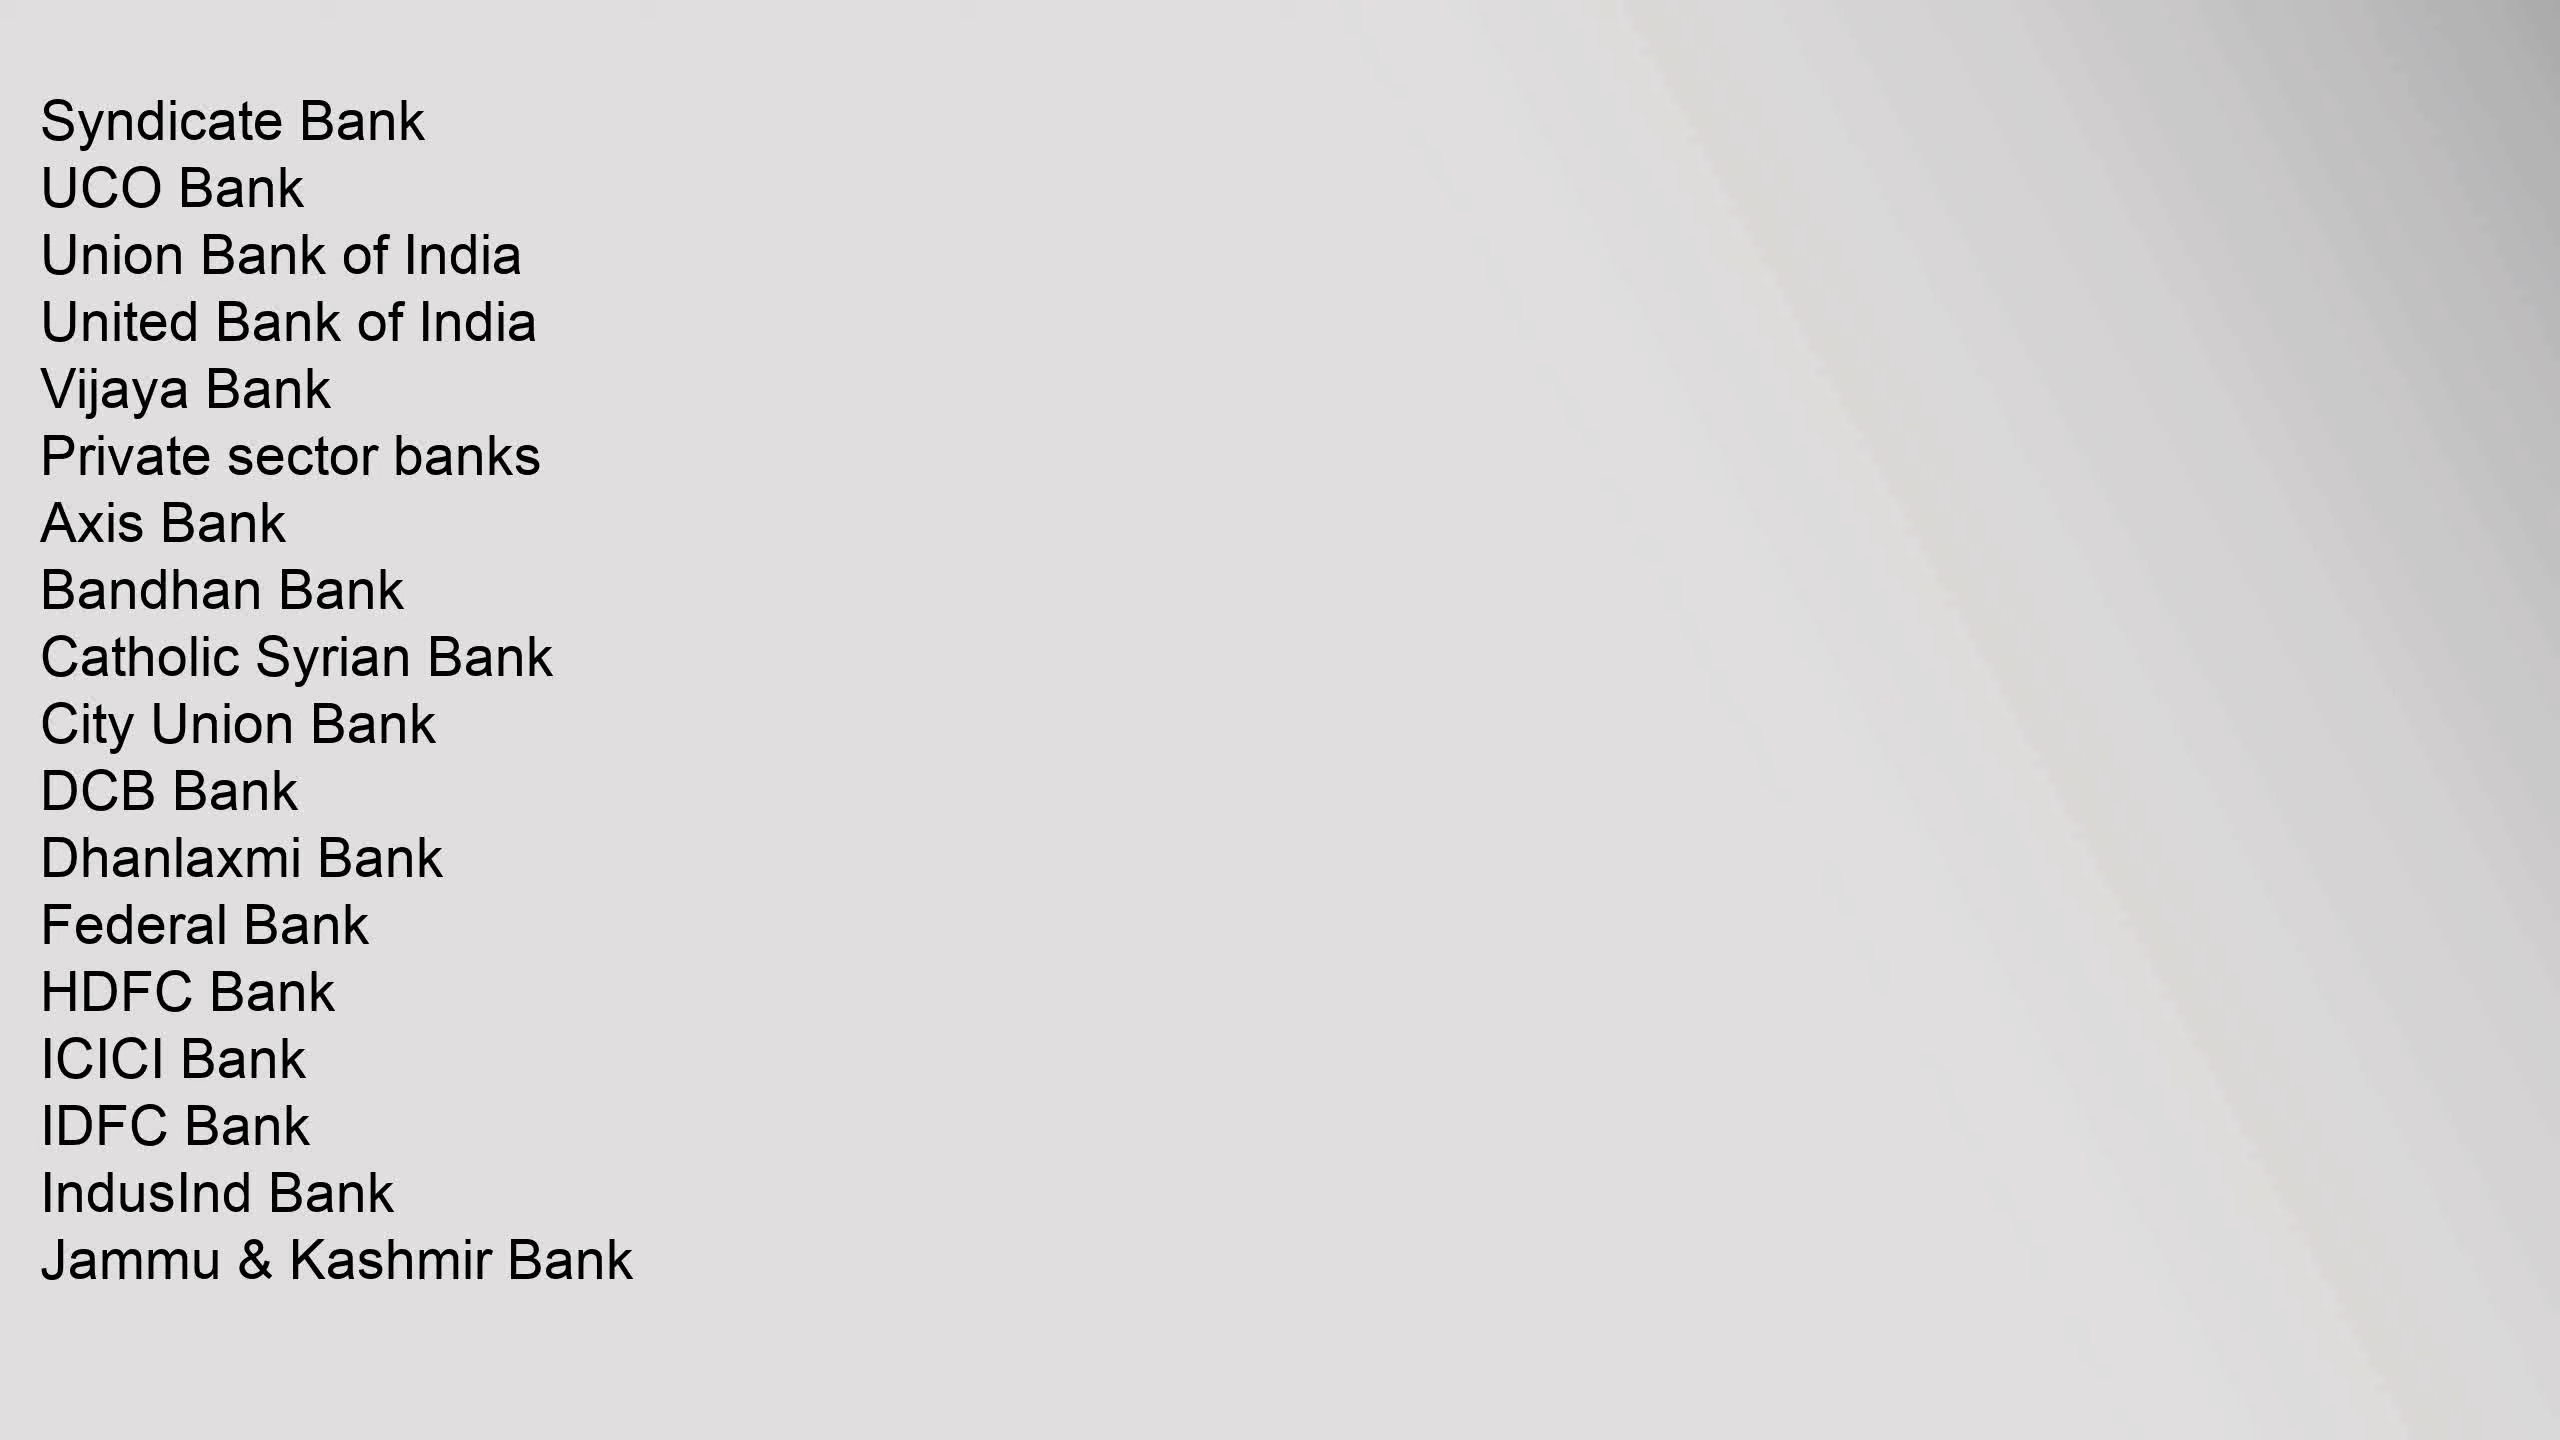 Syndicate Bank
UCO Bank
Union Bank of India
United Bank of India
Vijaya Bank
Private sector banks
Axis Bank
Bandhan Bank
Catholic Syrian Bank
City Union Bank
DCB Bank
Dhanlaxmi Bank
Federal Bank
HDFC Bank
ICICI Bank
IDFC Bank
IndusInd Bank
Jammu & Kashmir Bank